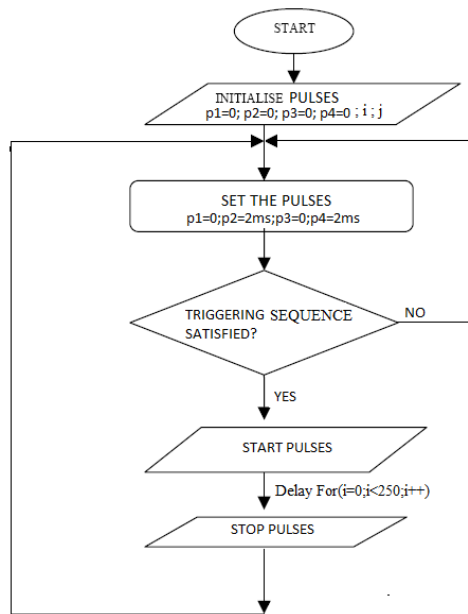 START
INITIALISE PULSES
p1=0; p2=0; p3=0; p4=0 ; i ; j
SET THE PULSES
p1=0;p2=2ms;p3=0;p4=2ms
TRIGGERING SEQUENCE
SATISFIED?
NO
YES
START PULSES
Delay For(i=0;i<250;i++)
STOP PULSES